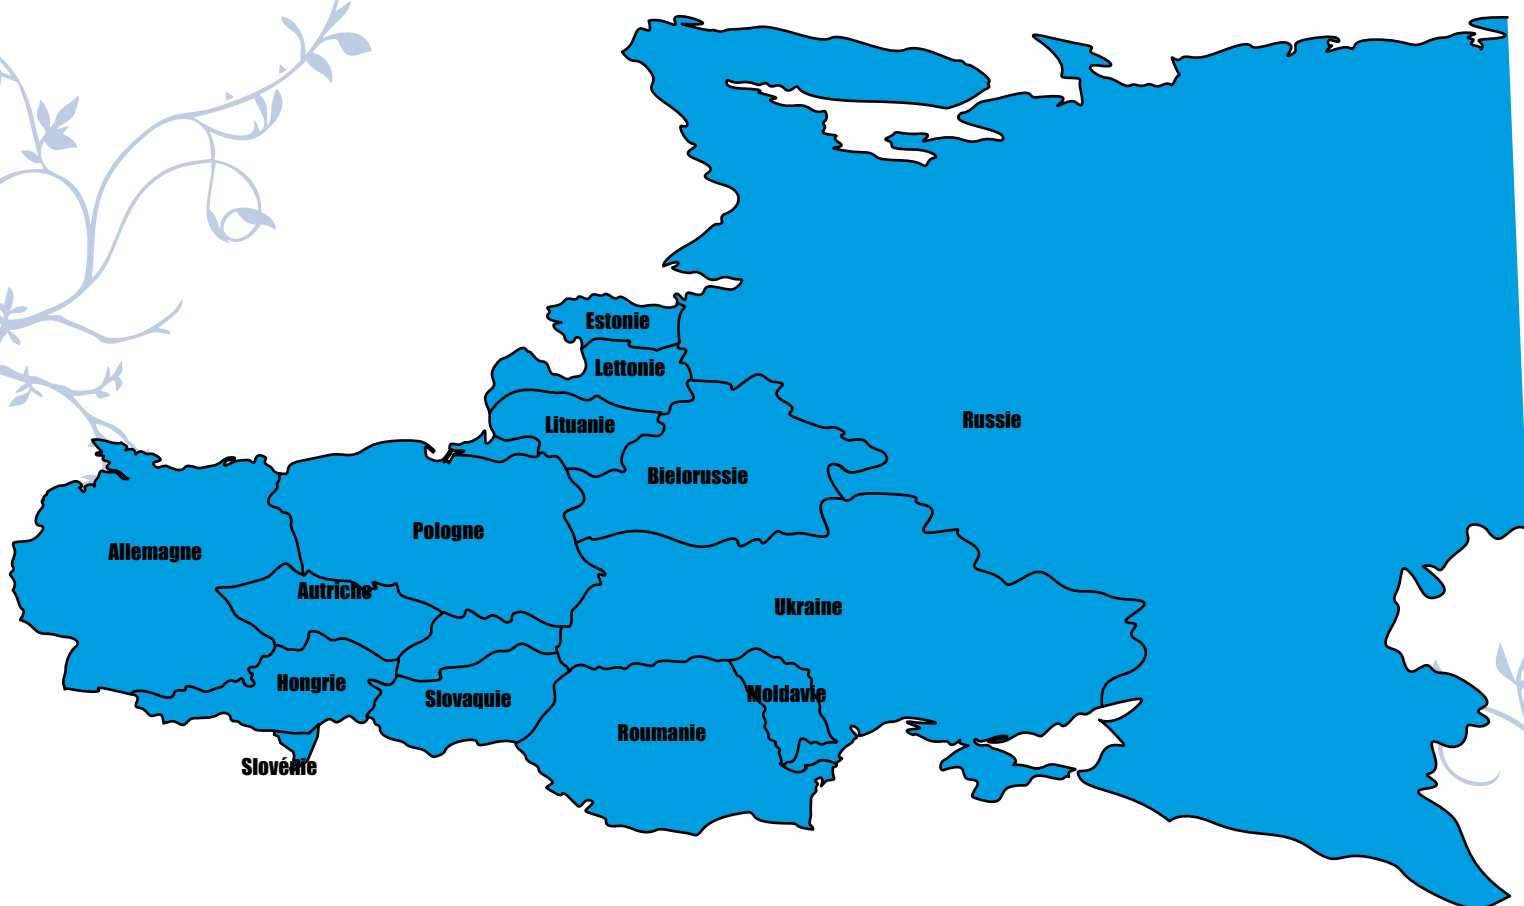 Estonie
Lettonie
Russie
Lituanie
Bielorussie
Pologne
Allemagne
Autriche
Ukraine
Hongrie
Moldavie
Slovaquie
Roumanie
Slovénie